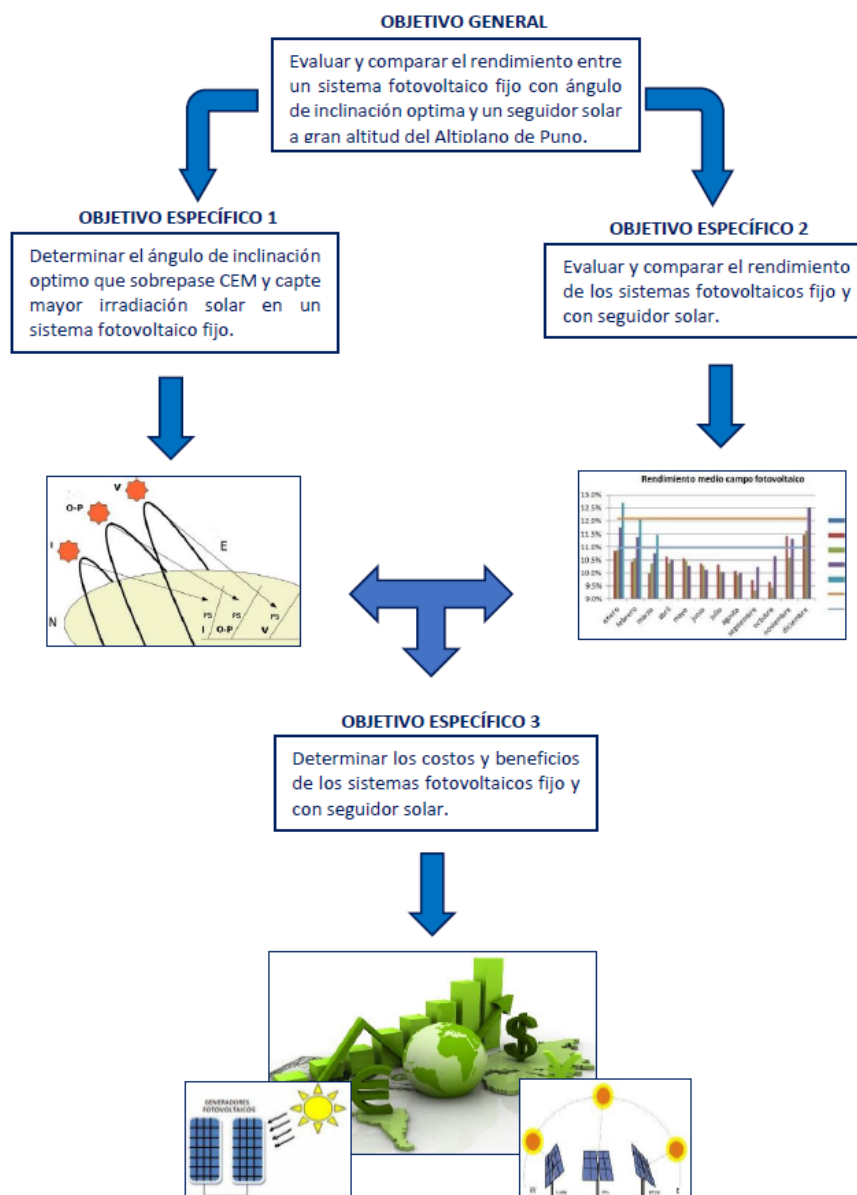 OBJETIVO GENERAL
Evaluar y comparar el rendimiento entre
un sistema fotovoltaico fijo con ángulo
de inclinación optima y un seguidor solar
a gran altitud del Altiplano de Puno.
OBJETIVO ESPECÍFICO 1
Determinar el ángulo de inclinación
optimo que sobrepase CEM y capte
mayor irradiación solar en un
sistema fotovoltaico fijo.
OBJETIVO ESPECÍFICO 2
Evaluar y comparar el rendimiento
de los sistemas fotovoltaicos fijo y
con seguidor solar.
V
O-P
I
E
N
PS
PS
PS
I
O-P
V
Rendimiento medio campo fotovoltaico
13.0%
12.5%
12.0%
11.5%
11.0%
10.5%
10.0%
9.5%
9.0%
enero
febrero
marzo
abril
mayo
junio
julio
agosto
septiembre
octubre
noviembre
diciembre
OBJETIVO ESPECÍFICO 3
Determinar los costos y beneficios
de los sistemas fotovoltaicos fijo y
con seguidor solar.
$
€
¥
GENERADORES
FOTOVOLTAICOS
W
E